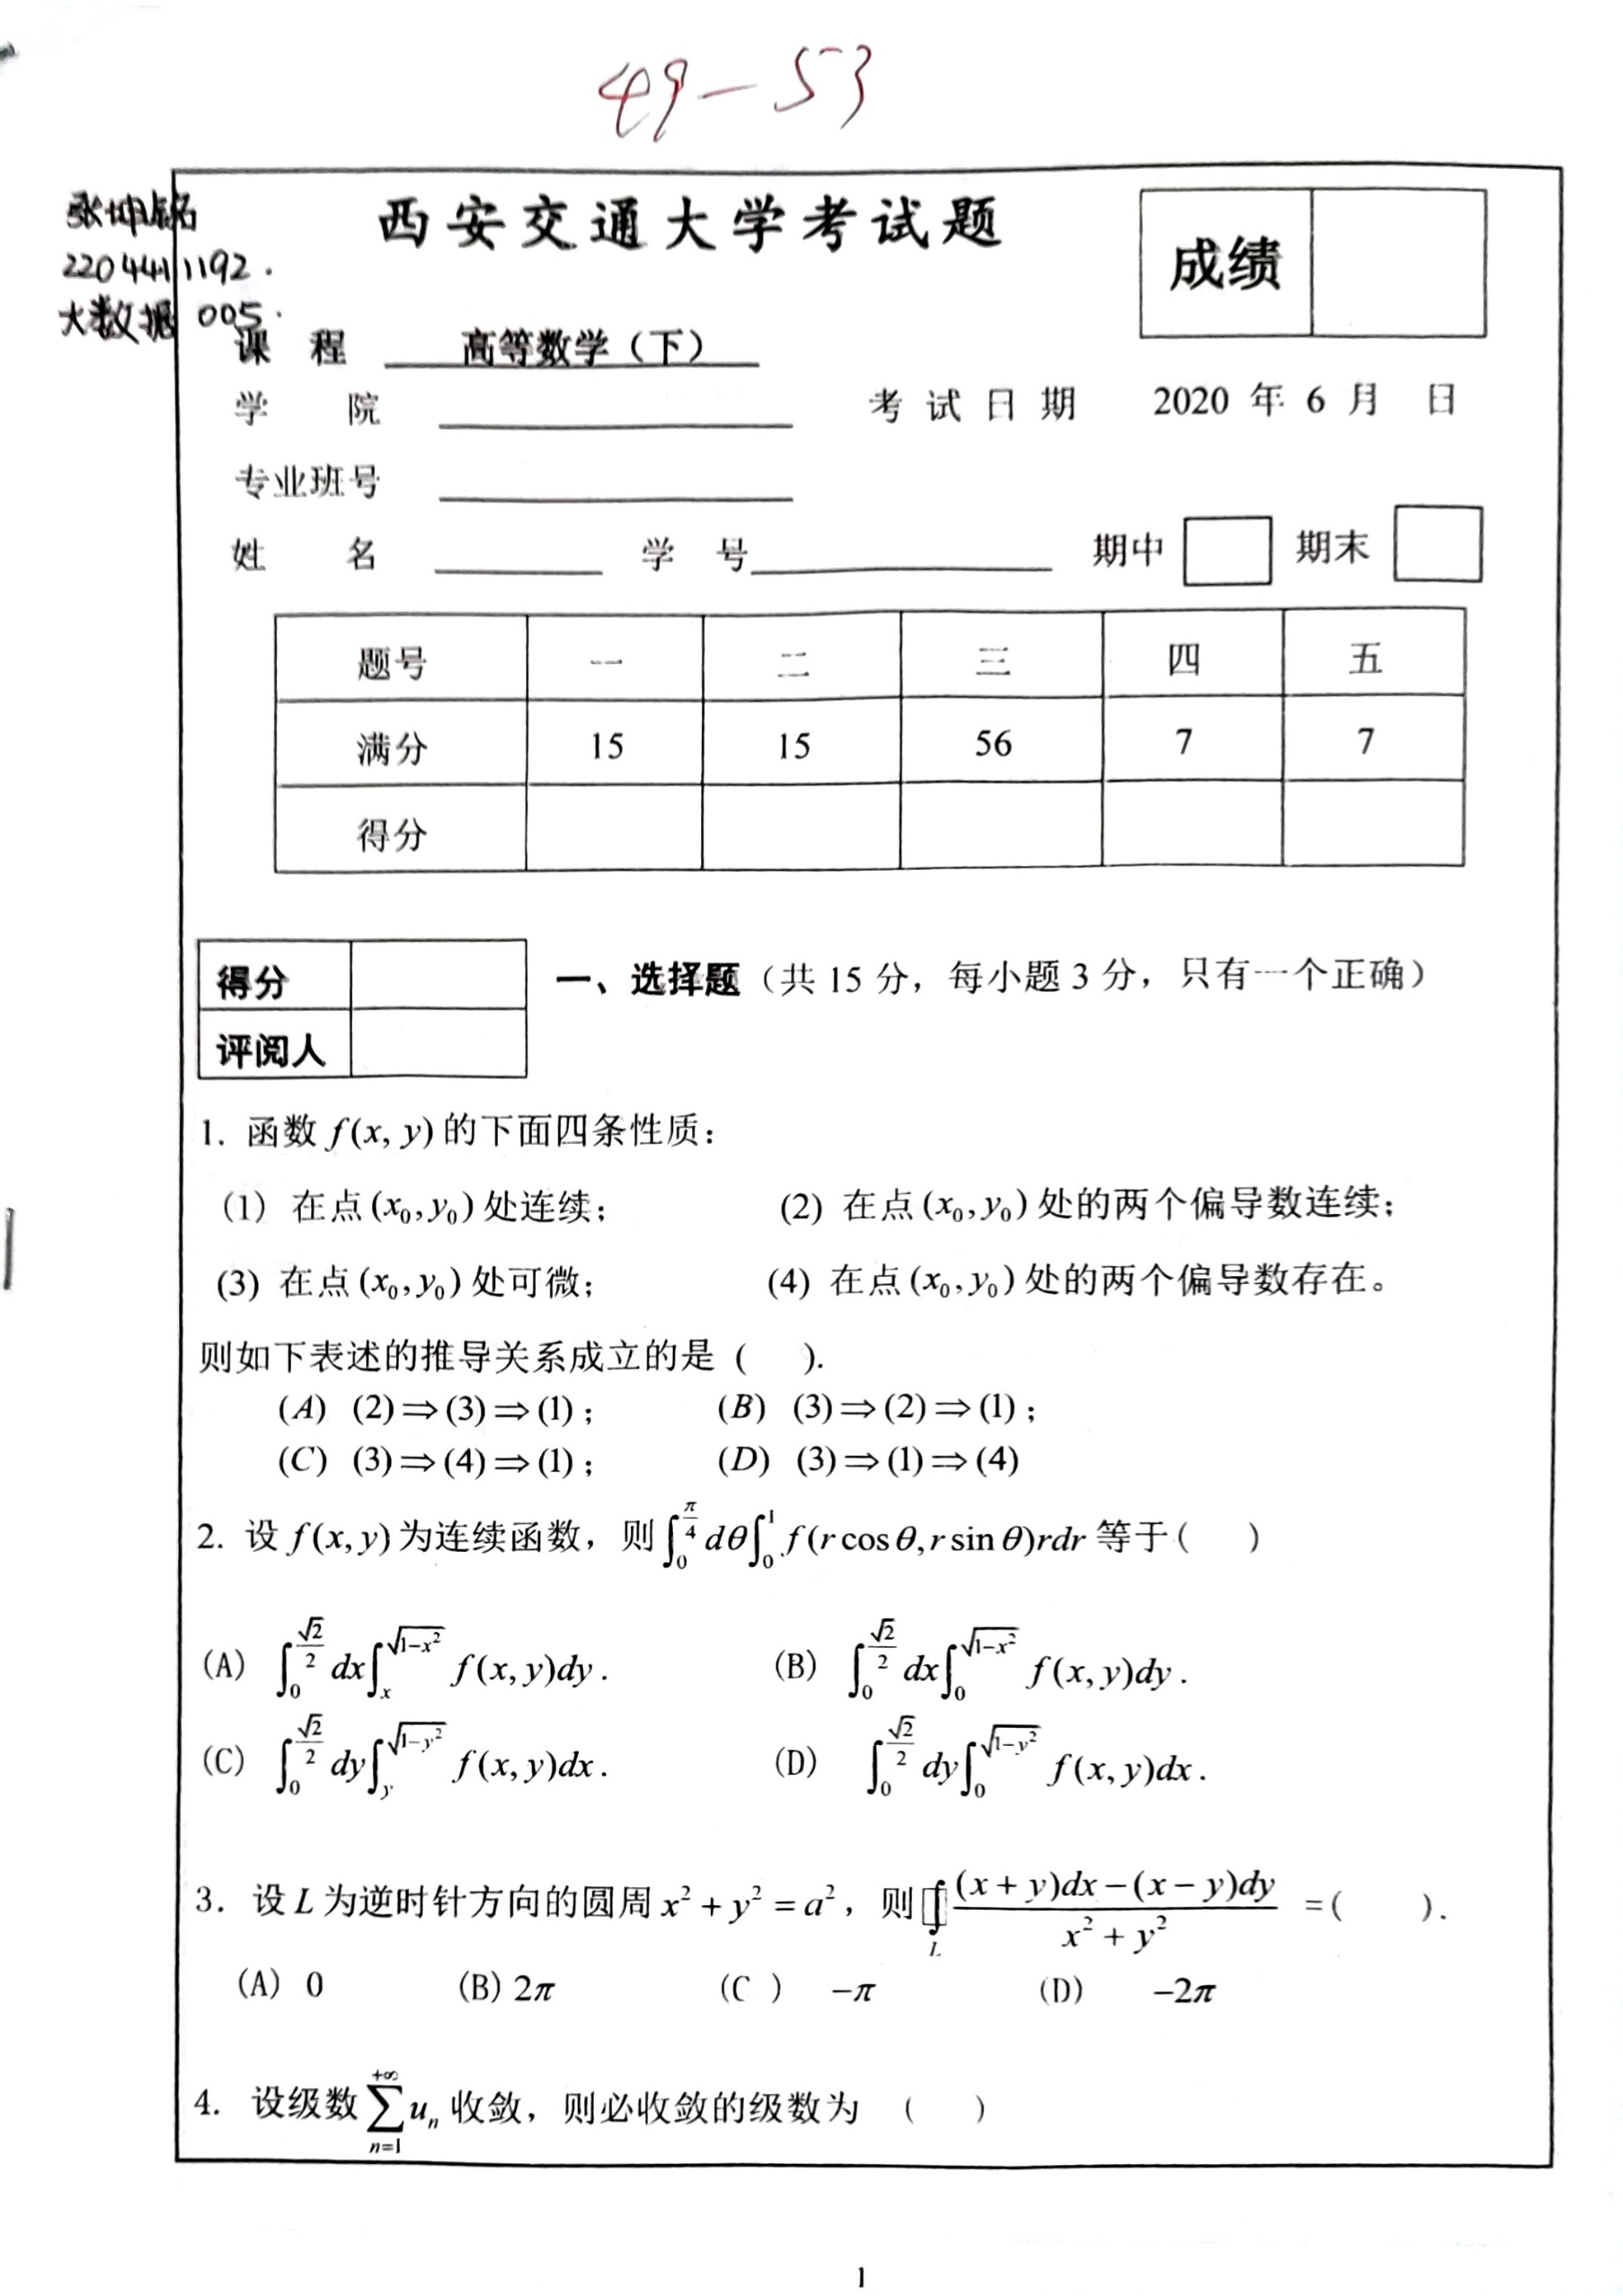 49-53
西安交通大学考试题
成绩
2204411192.
大数据 005.
课 程 高等数学（下）
学 院
考 试 日 期 2020 年 6 月 日
专业班号
姓 名 学 号 期中 期末
题号 一 二 三 四 五
满分 15 15 56 7 7
得分
得分
评阅人
一、选择题（共 15 分，每小题 3 分，只有一个正确）
1. 函数 f(x, y) 的下面四条性质：
(1) 在点 (x₀,y₀) 处连续； (2) 在点 (x₀,y₀) 处的两个偏导数连续；
(3) 在点 (x₀,y₀) 处可微； (4) 在点 (x₀,y₀) 处的两个偏导数存在。
则如下表述的推导关系成立的是 ( ).
(A) (2)⇒(3)⇒(1)； (B) (3)⇒(2)⇒(1)；
(C) (3)⇒(4)⇒(1)； (D) (3)⇒(1)⇒(4)
2. 设 f(x,y) 为连续函数，则 ∫₀^{π/4} dθ∫₀^1 f(r cos θ, r sin θ)rdr 等于 ( )
(A) ∫₀^{√2/2} dx∫ₓ^{√(1-x²)} f(x,y)dy. (B) ∫₀^{√2/2} dx∫₀^{√(1-x²)} f(x,y)dy.
(C) ∫₀^{√2/2} dy∫_y^{√(1-y²)} f(x,y)dx. (D) ∫₀^{√2/2} dy∫₀^{√(1-y²)} f(x,y)dx.
3. 设 L 为逆时针方向的圆周 x² + y² = a²，则 ∮_L ((x + y)dx - (x - y)dy)/(x² + y²) = ( ).
(A) 0 (B) 2π (C ) -π (D) -2π
4. 设级数 ∑_{n=1}^{+∞} uₙ 收敛，则必收敛的级数为 ( )
1